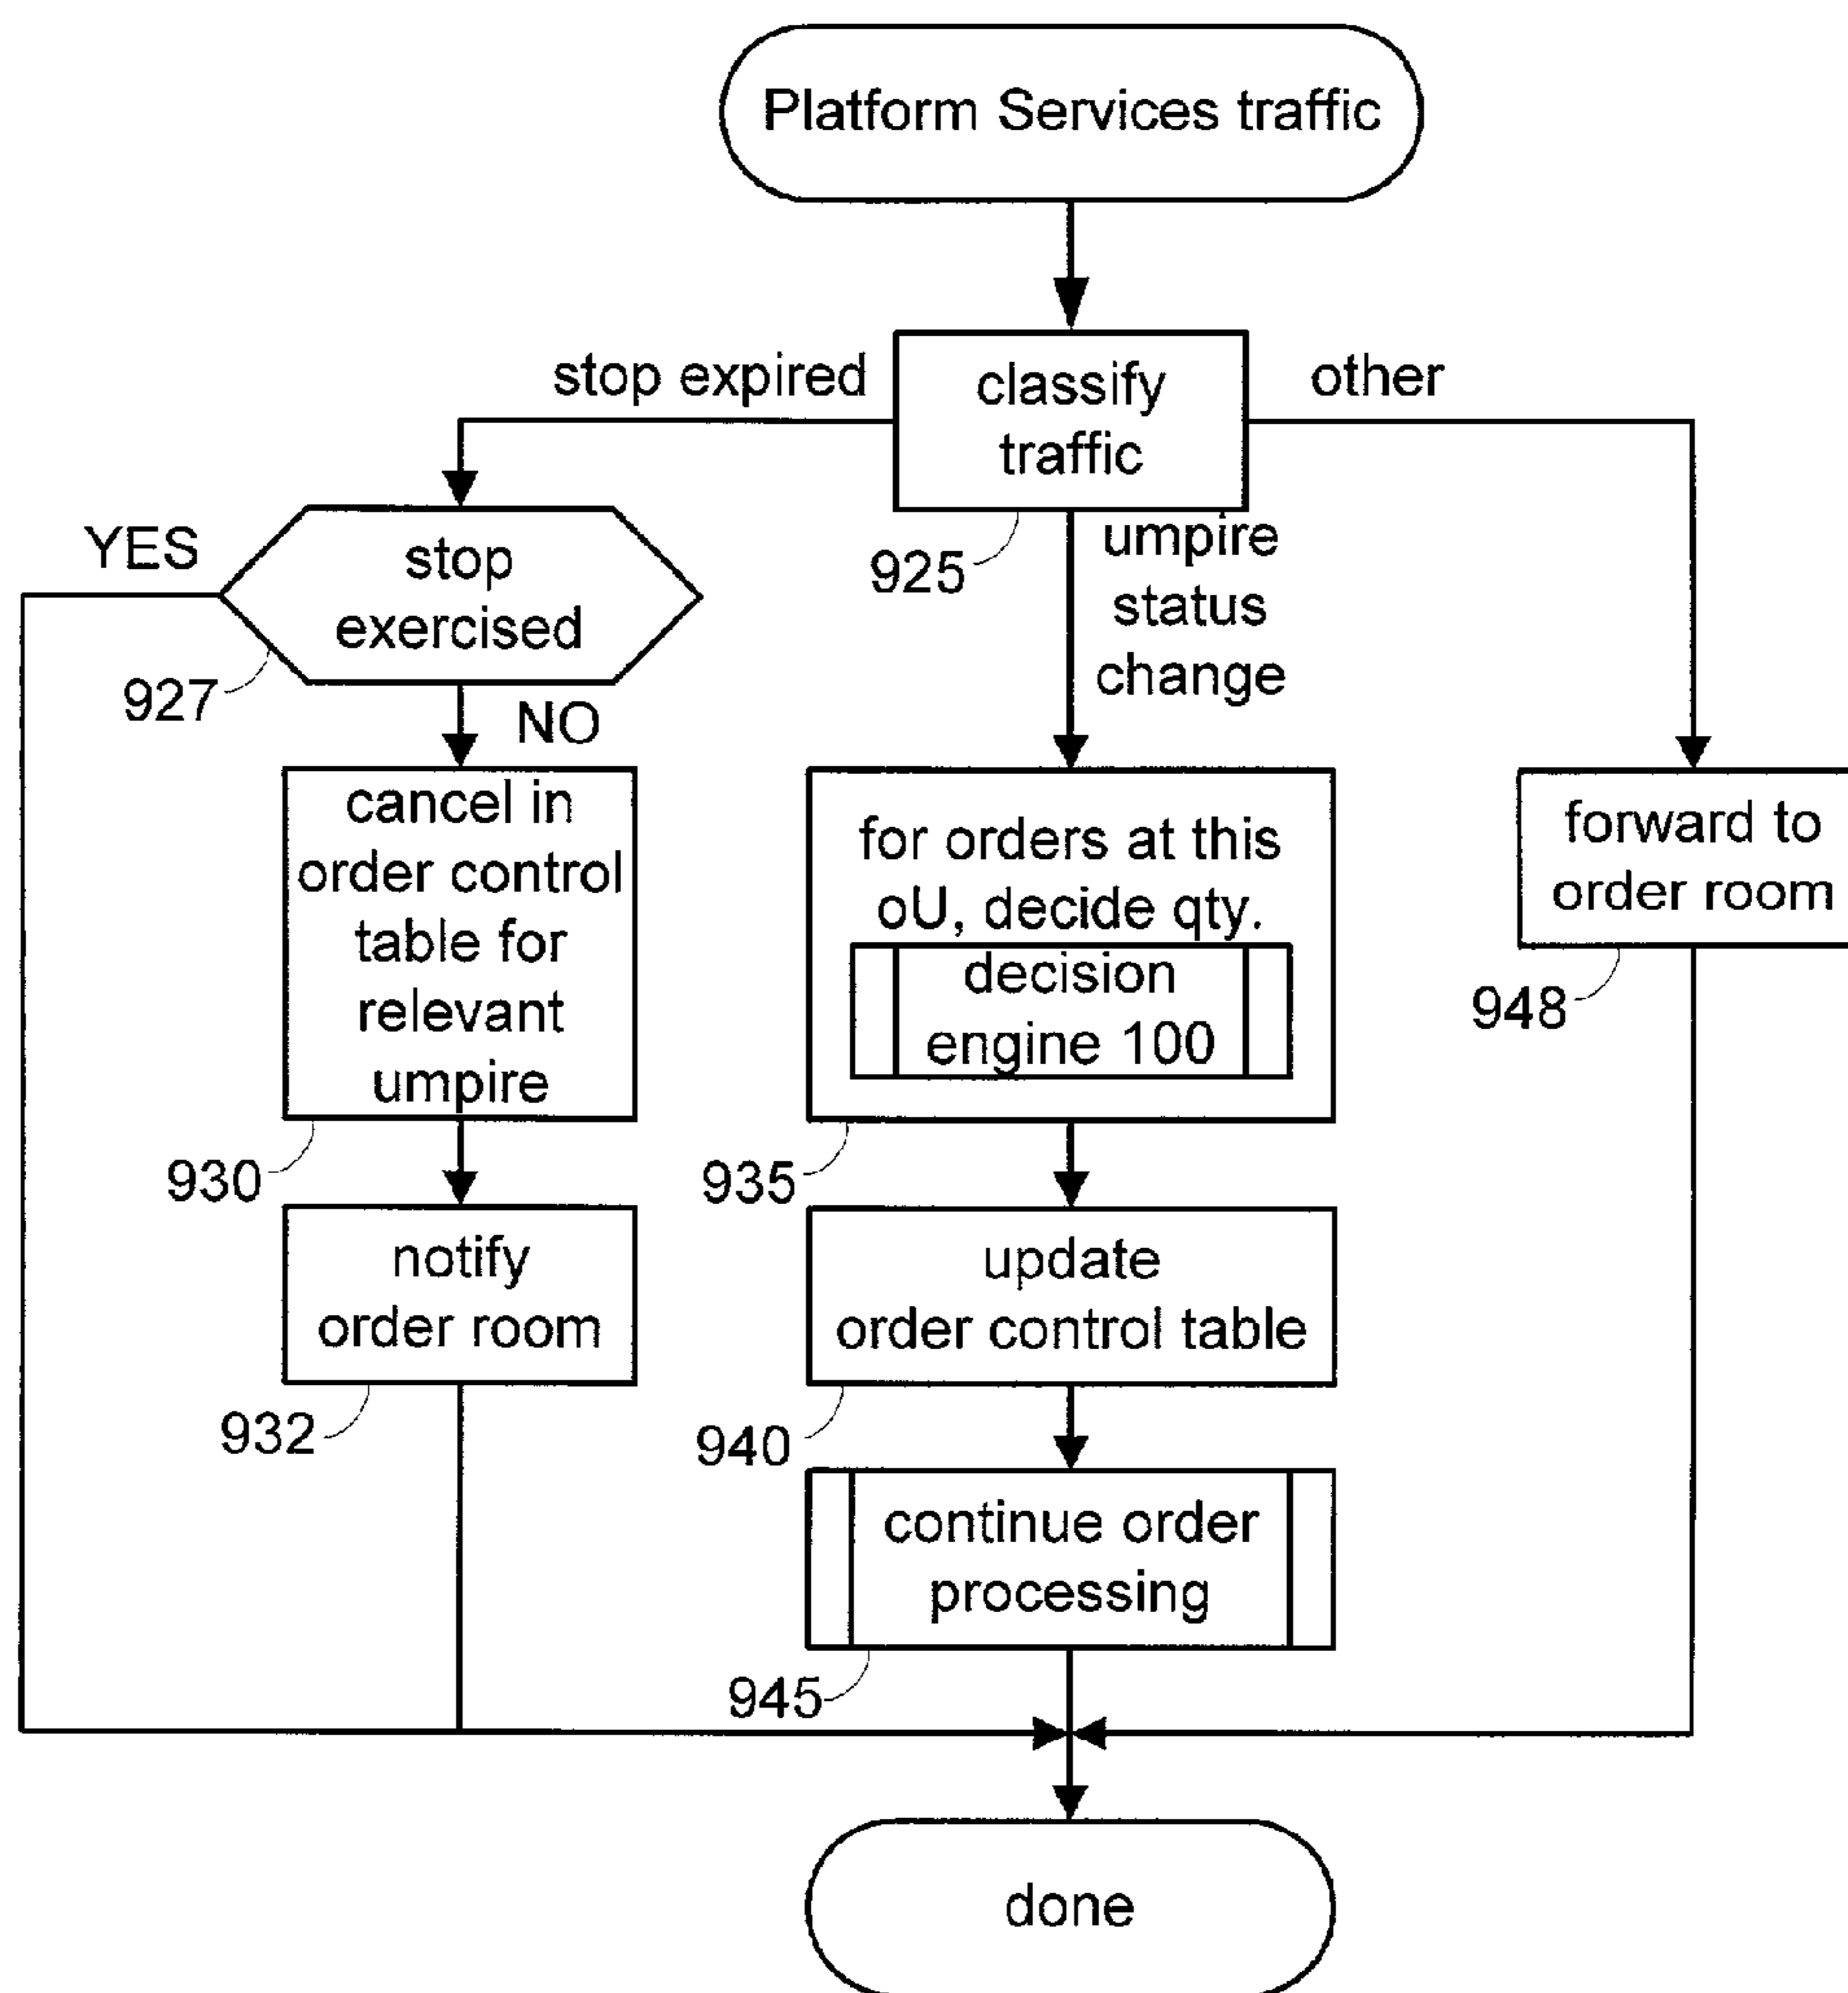 Platform Services traffic
stop expired
classify
traffic
other
925
umpire
status
change
YES
stop
exercised
927
NO
cancel in
order control
table for
relevant
umpire
930
notify
order room
932
for orders at this
oU, decide qty.
decision
engine 100
935
update
order control table
940
continue order
processing
945
forward to
order room
948
done